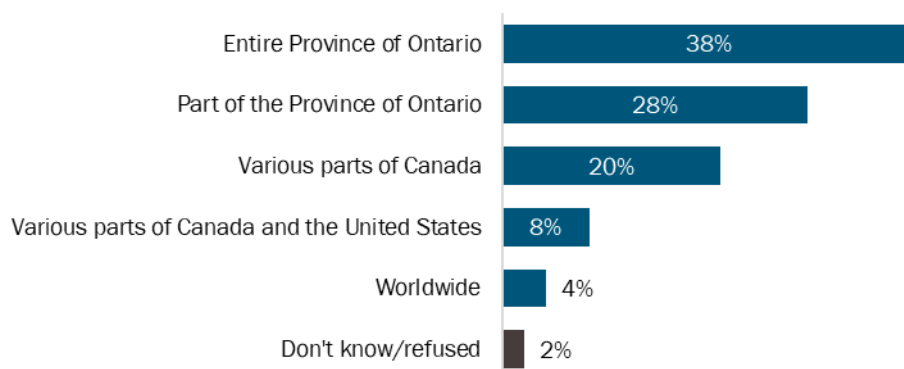 Entire Province of Ontario 38%
Part of the Province of Ontario 28%
Various parts of Canada 20%
Various parts of Canada and the United States 8%
Worldwide 4%
Don't know/refused 2%